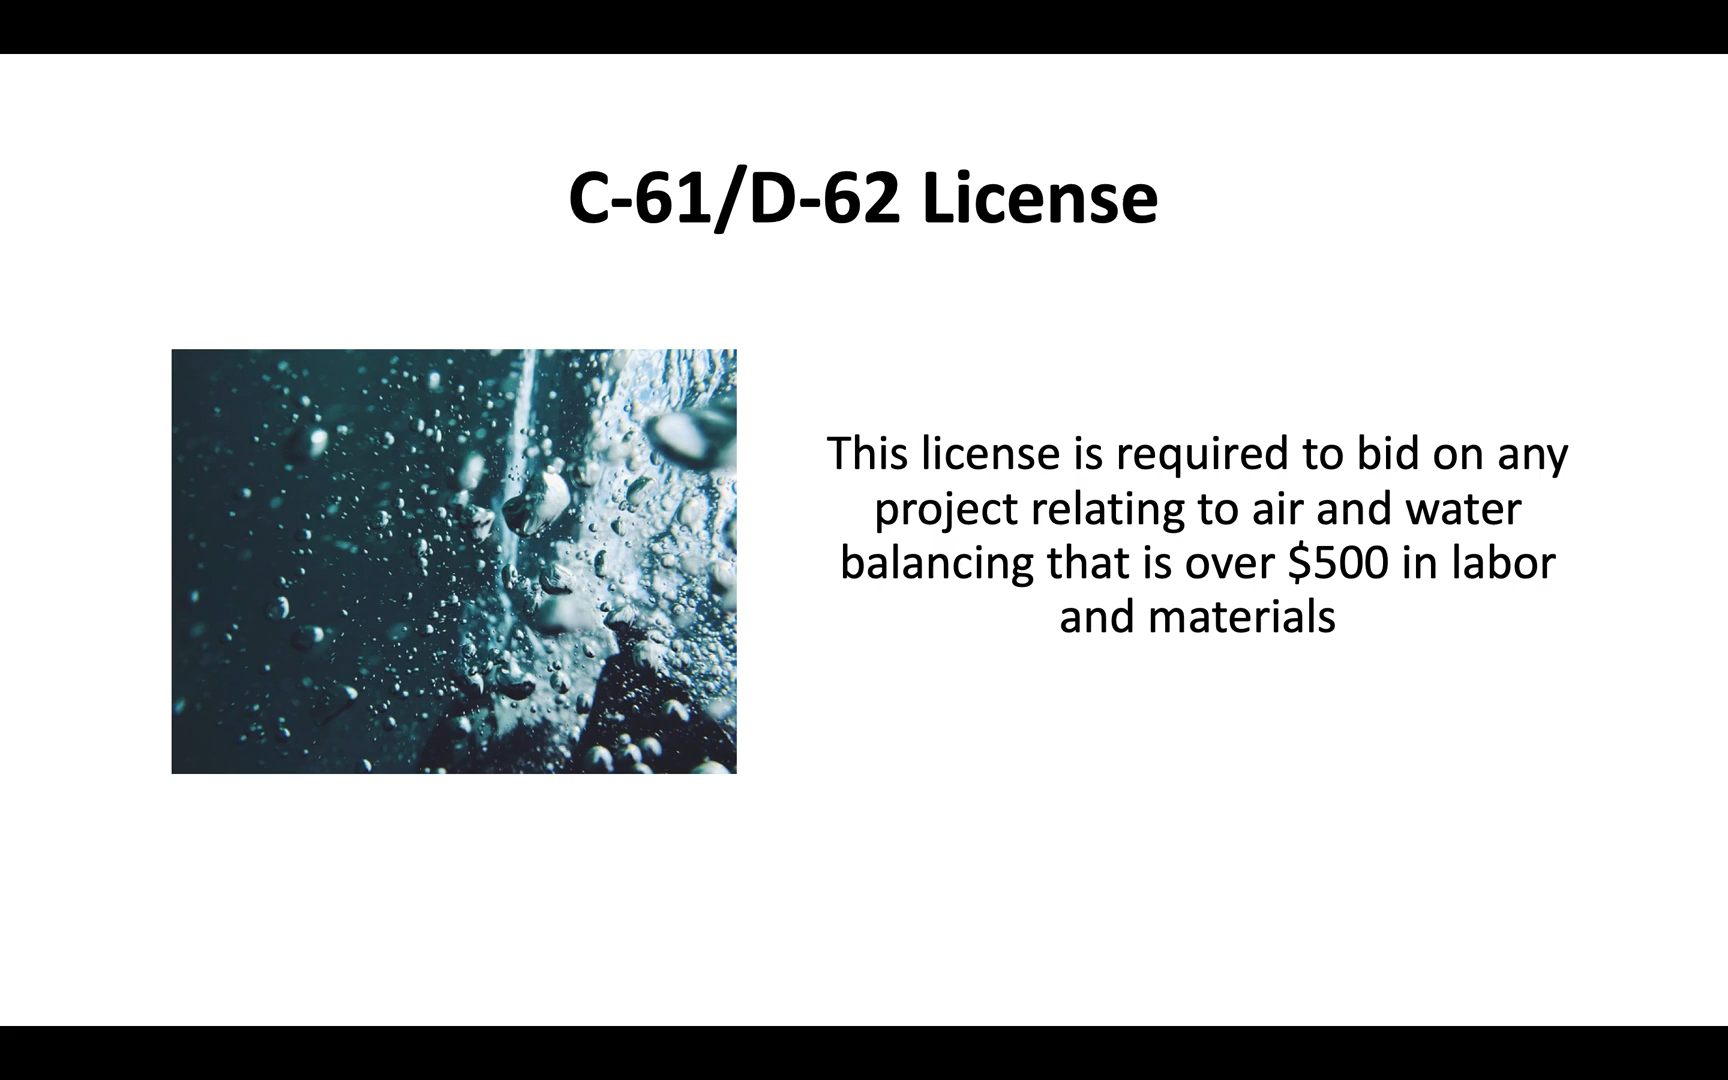 C-61/D-62 License
This license is required to bid on any
project relating to air and water
balancing that is over $500 in labor
and materials